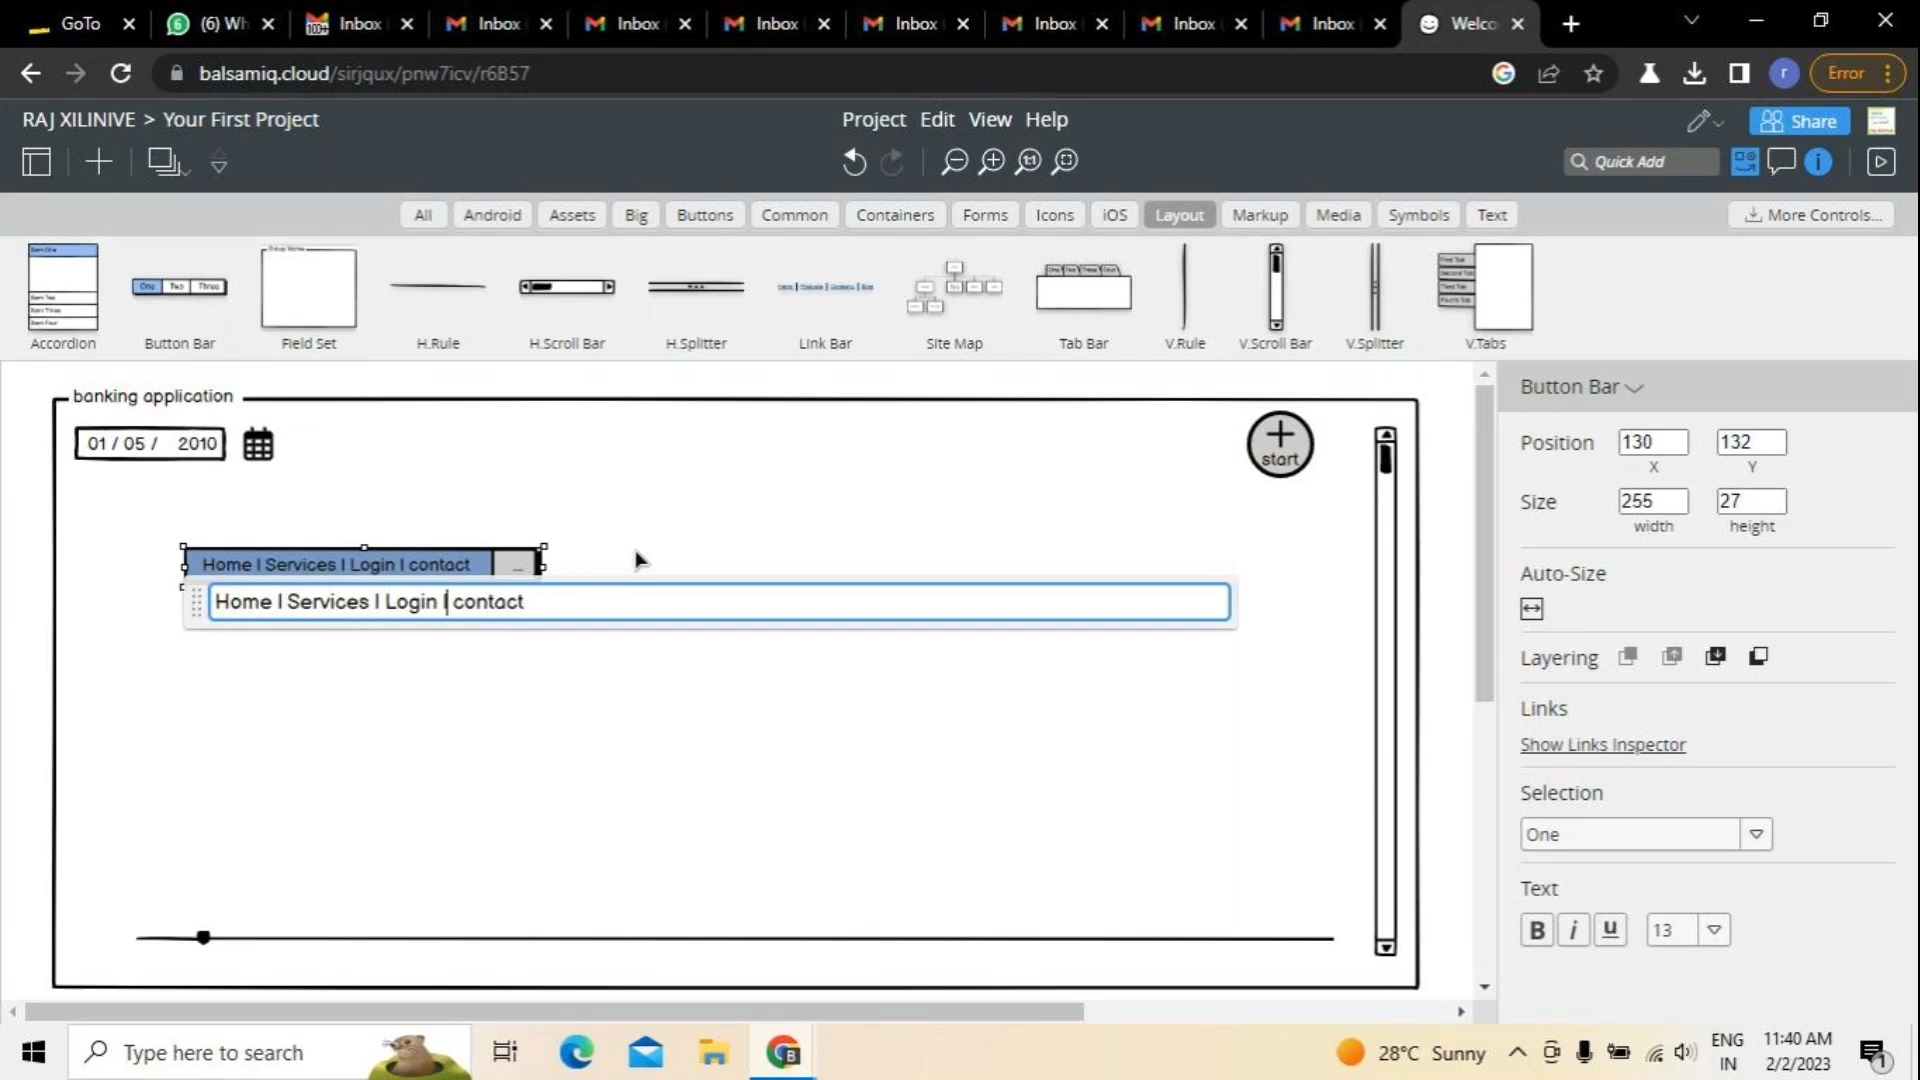 GoTo (6) Wh Inbox Inbox Inbox Inbox Inbox Inbox Inbox Inbox Welco
balsamiq.cloud/sirjqux/pnw7icv/r6B57 r Error
RAJ XILINIVE > Your First Project Project Edit View Help Share
1:1 Quick Add
All Android Assets Big Buttons Common Containers Forms Icons iOS Layout Markup Media Symbols Text More Controls...
Accordion Button Bar Field Set H.Rule H.Scroll Bar H.Splitter Link Bar Site Map Tab Bar V.Rule V.Scroll Bar V.Splitter V.Tabs
banking application
01 / 05 / 2010
start
Home I Services I Login I contact ...
Home I Services I Login I contact
Button Bar
Position 130 132
X Y
Size 255 27
width height
Auto-Size
Layering
Links
Show Links Inspector
Selection
One
Text
B i u 13
Type here to search
28°C Sunny ENG IN 11:40 AM 2/2/2023 1